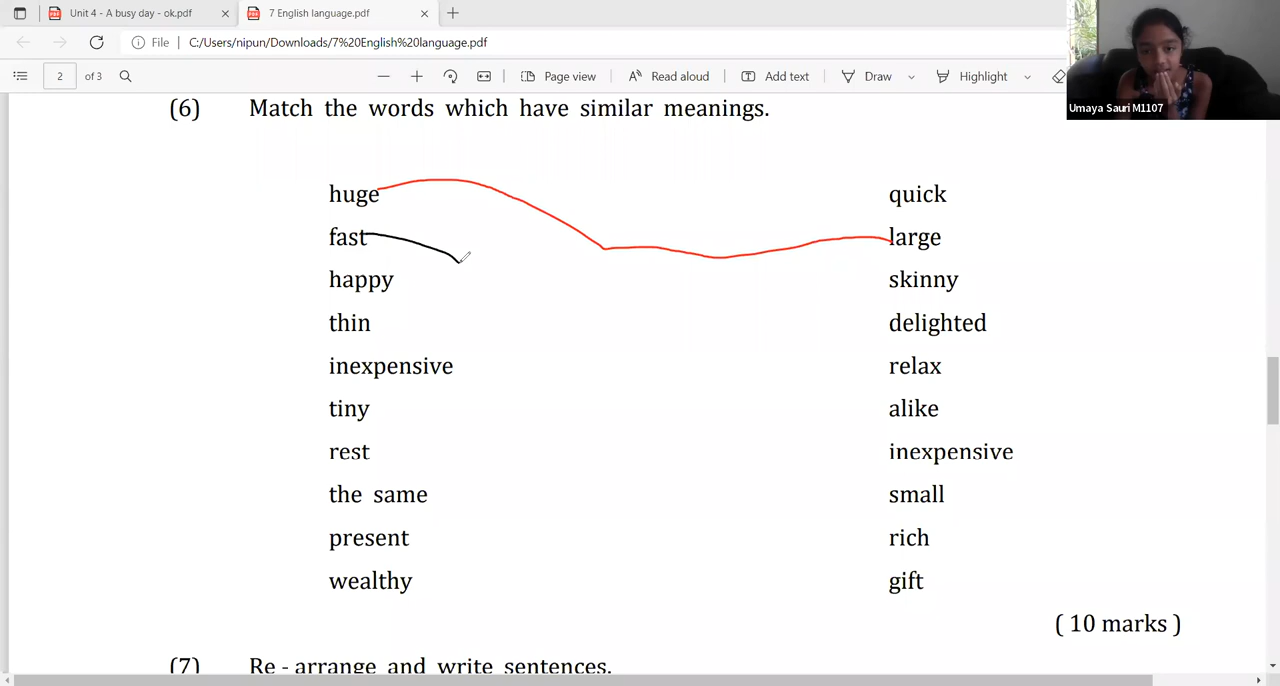 Unit 4 - A busy day - ok.pdf
7 English language.pdf
File C:/Users/nipun/Downloads/7%20English%20language.pdf
2 of 3 Page view Read aloud Add text Draw Highlight
Umaya Sauri M1107
(6) Match the words which have similar meanings.
huge quick
fast large
happy skinny
thin delighted
inexpensive relax
tiny alike
rest inexpensive
the same small
present rich
wealthy gift
( 10 marks )
(7) Re - arrange and write sentences.